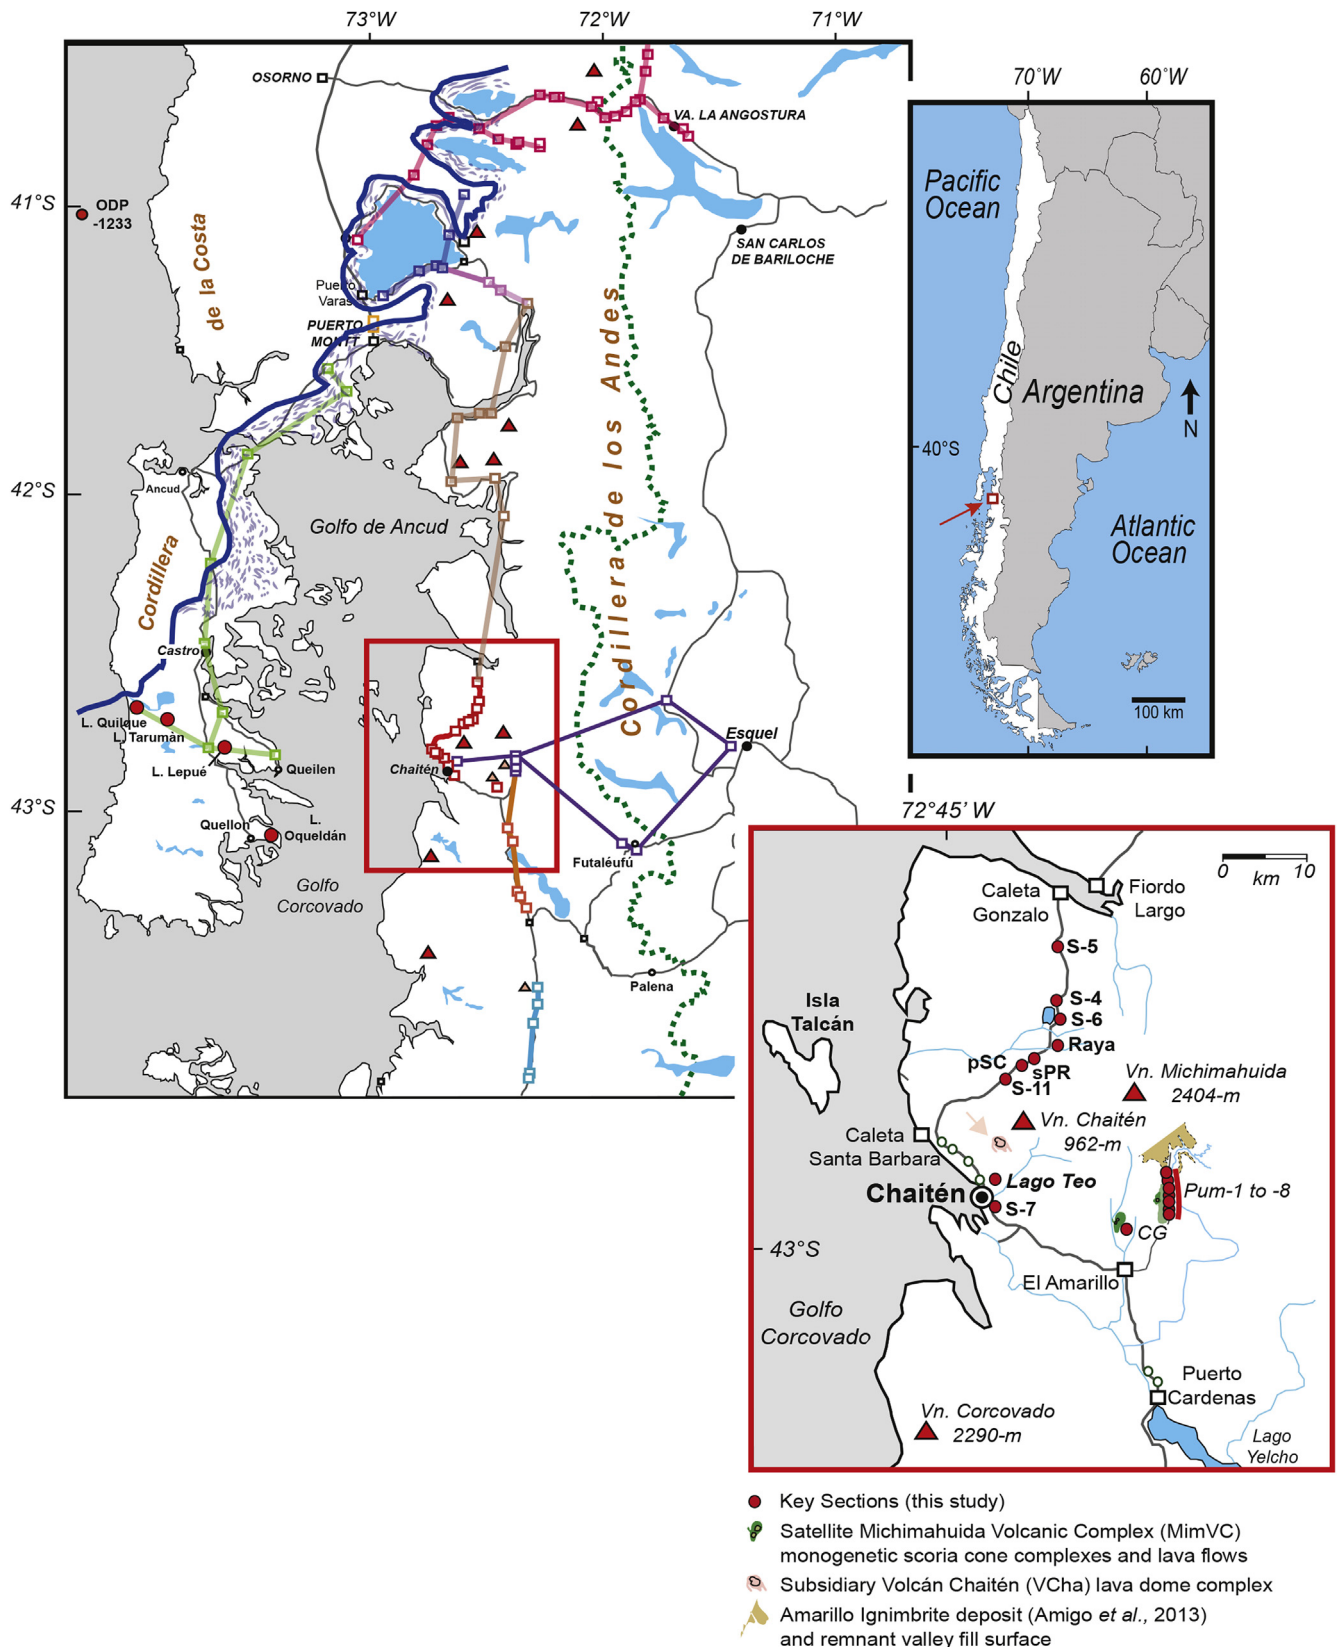 73°W
72°W
71°W
OSORNO
VA. LA ANGOSTURA
41°S
ODP
-1233
de la Costa
SAN CARLOS
DE BARILOCHE
Puerto
Varas
PUERTO
MONTT
Cordillera de los Andes
42°S
Ancud
Golfo de Ancud
Cordillera
Castro
L. Quilque
L. Tarumán
L. Lepué
Queilen
Chaitén
Esquel
43°S
Quellon
L.
Oqueldán
Futaléufú
Golfo
Corcovado
Palena
70°W
60°W
Pacific
Ocean
Chile
Argentina
N
40°S
Atlantic
Ocean
100 km
72°45' W
0
10
km
Caleta
Gonzalo
Fiordo
Largo
S-5
Isla
Talcán
S-4
S-6
Raya
pSC
sPR
S-11
Vn. Michimahuida
2404-m
Vn. Chaitén
962-m
Caleta
Santa Barbara
Lago Teo
Chaitén
S-7
Pum-1 to -8
CG
43°S
El Amarillo
Golfo
Corcovado
Puerto
Cardenas
Vn. Corcovado
2290-m
Lago
Yelcho
Key Sections (this study)
Satellite Michimahuida Volcanic Complex (MimVC)
monogenetic scoria cone complexes and lava flows
Subsidiary Volcán Chaitén (VCha) lava dome complex
Amarillo Ignimbrite deposit (Amigo et al., 2013)
and remnant valley fill surface